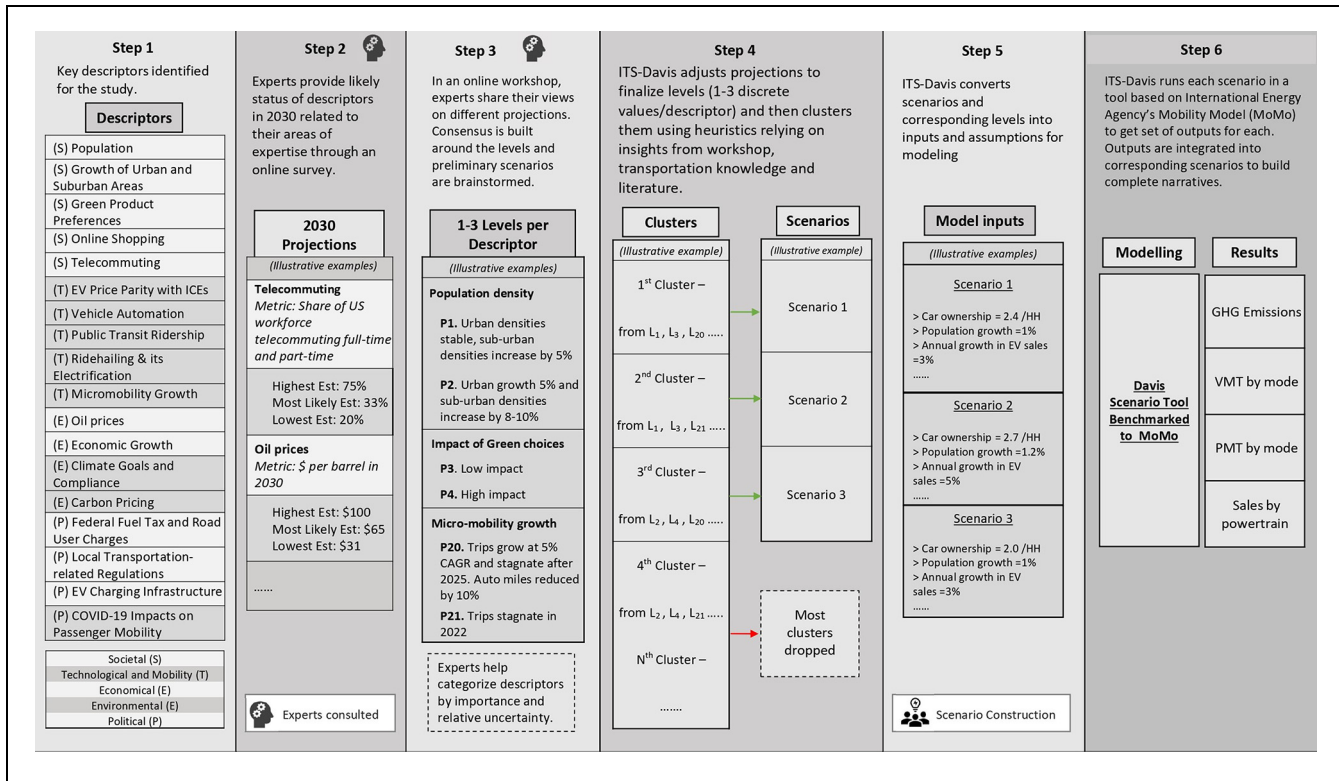 Step 1
Key descriptors identified
for the study.
Descriptors
(S) Population
(S) Growth of Urban and
Suburban Areas
(S) Green Product
Preferences
(S) Online Shopping
(S) Telecommuting
(T) EV Price Parity with ICEs
(T) Vehicle Automation
(T) Public Transit Ridership
(T) Ridehailing & its
Electrification
(T) Micromobility Growth
(E) Oil prices
(E) Economic Growth
(E) Climate Goals and
Compliance
(E) Carbon Pricing
(P) Federal Fuel Tax and Road
User Charges
(P) Local Transportation-
related Regulations
(P) EV Charging Infrastructure
(P) COVID-19 Impacts on
Passenger Mobility
Societal (S)
Technological and Mobility (T)
Economical (E)
Environmental (E)
Political (P)
Step 2
Experts provide likely
status of descriptors
in 2030 related to
their areas of
expertise through an
online survey.
2030
Projections
(Illustrative examples)
Telecommuting
Metric: Share of US
workforce
telecommuting full-time
and part-time
Highest Est: 75%
Most Likely Est: 33%
Lowest Est: 20%
Oil prices
Metric: $ per barrel in
2030
Highest Est: $100
Most Likely Est: $65
Lowest Est: $31
......
Experts consulted
Step 3
In an online workshop,
experts share their views
on different projections.
Consensus is built
around the levels and
preliminary scenarios
are brainstormed.
1-3 Levels per
Descriptor
(Illustrative examples)
Population density
P1. Urban densities
stable, sub-urban
densities increase by 5%
P2. Urban growth 5% and
sub-urban densities
increase by 8-10%
Impact of Green choices
P3. Low impact
P4. High impact
Micro-mobility growth
P20. Trips grow at 5%
CAGR and stagnate after
2025. Auto miles reduced
by 10%
P21. Trips stagnate in
2022
Experts help
categorize descriptors
by importance and
relative uncertainty.
Step 4
ITS-Davis adjusts projections to
finalize levels (1-3 discrete
values/descriptor) and then clusters
them using heuristics relying on
insights from workshop,
transportation knowledge and
literature.
Clusters
(Illustrative example)
1st Cluster –
from L1 , L3 , L20 .....
2nd Cluster –
from L1 , L3 , L21 .....
3rd Cluster –
from L2 , L4 , L20 .....
4th Cluster –
from L2 , L4 , L21 .....
Nth Cluster –
.......
Scenarios
(Illustrative example)
Scenario 1
Scenario 2
Scenario 3
Most
clusters
dropped
Step 5
ITS-Davis converts
scenarios and
corresponding levels into
inputs and assumptions for
modeling
Model inputs
(Illustrative example)
Scenario 1
> Car ownership = 2.4 /HH
> Population growth =1%
> Annual growth in EV sales
=3%
......
Scenario 2
> Car ownership = 2.7 /HH
> Population growth =1.2%
> Annual growth in EV
sales =5%
......
Scenario 3
> Car ownership = 2.0 /HH
> Population growth =1%
> Annual growth in EV
sales =3%
......
Scenario Construction
Step 6
ITS-Davis runs each scenario in a
tool based on International Energy
Agency's Mobility Model (MoMo)
to get set of outputs for each.
Outputs are integrated into
corresponding scenarios to build
complete narratives.
Modelling
Davis
Scenario Tool
Benchmarked
to MoMo
Results
GHG Emissions
VMT by mode
PMT by mode
Sales by
powertrain